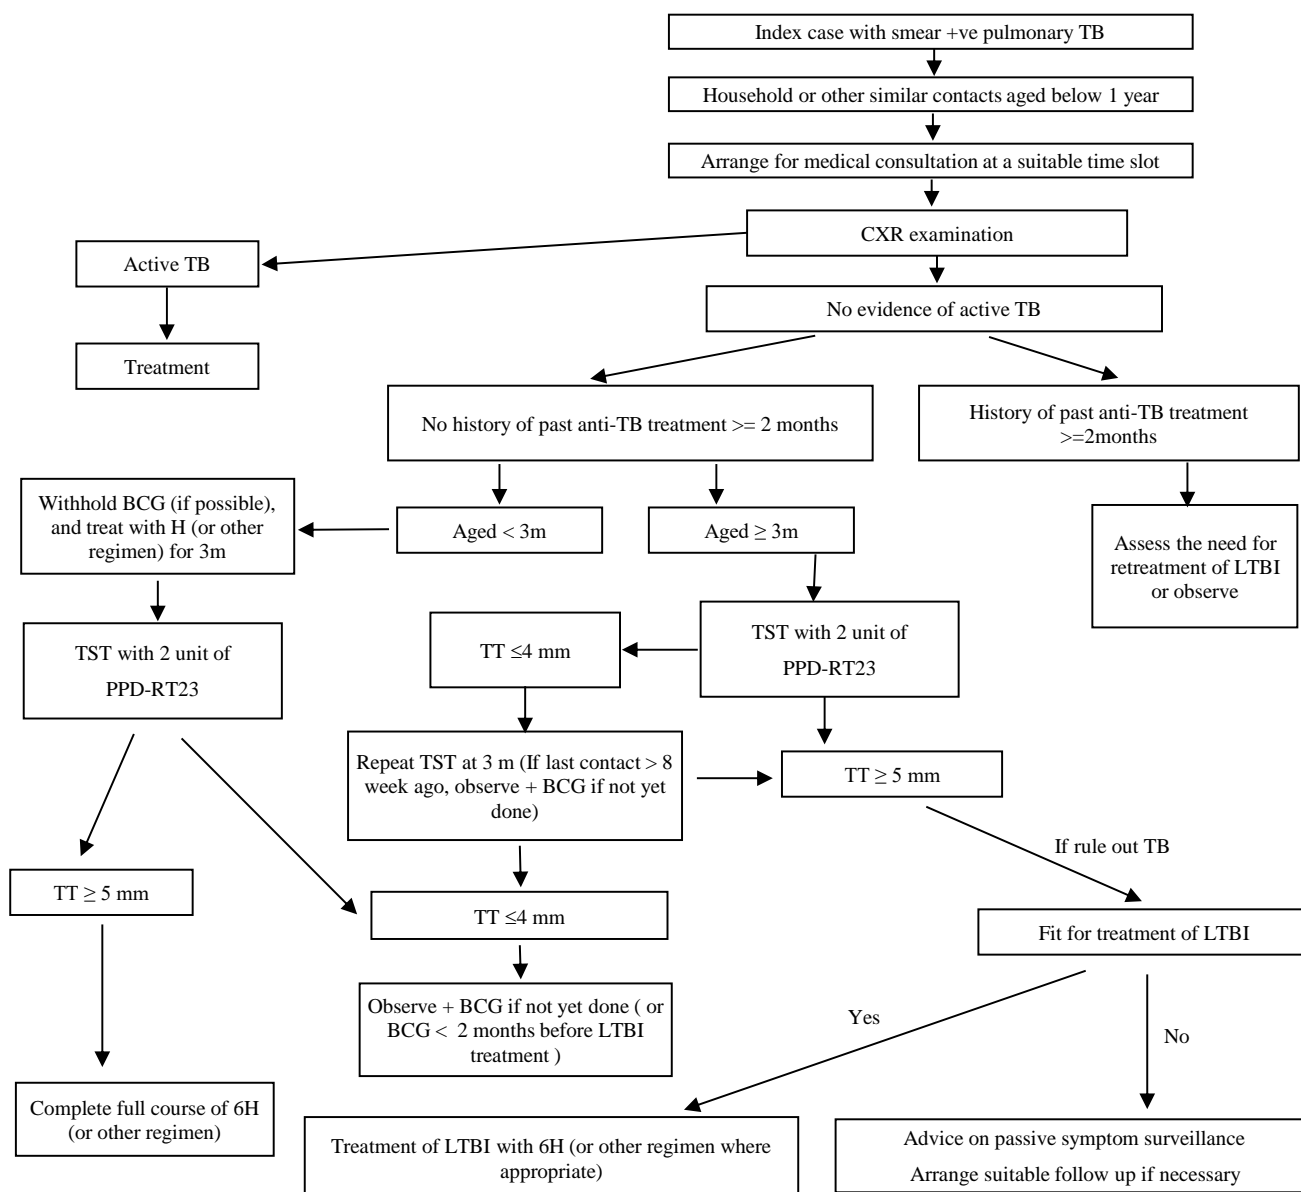 Index case with smear +ve pulmonary TB
Household or other similar contacts aged below 1 year
Arrange for medical consultation at a suitable time slot
CXR examination
Active TB
No evidence of active TB
Treatment
No history of past anti-TB treatment >= 2 months
History of past anti-TB treatment
>=2months
Withhold BCG (if possible),
and treat with H (or other
regimen) for 3m
Aged < 3m
Aged ≥ 3m
Assess the need for
retreatment of LTBI
or observe
TST with 2 unit of
PPD-RT23
TT ≤4 mm
TST with 2 unit of
PPD-RT23
Repeat TST at 3 m (If last contact > 8
week ago, observe + BCG if not yet
done)
TT ≥ 5 mm
If rule out TB
TT ≥ 5 mm
TT ≤4 mm
Fit for treatment of LTBI
Observe + BCG if not yet done ( or
BCG < 2 months before LTBI
treatment )
Yes
No
Complete full course of 6H
(or other regimen)
Treatment of LTBI with 6H (or other regimen where
appropriate)
Advice on passive symptom surveillance
Arrange suitable follow up if necessary